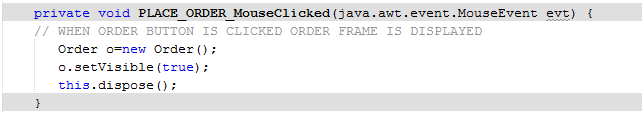 private void PLACE_ORDER_MouseClicked(java.awt.event.MouseEvent evt) {
// WHEN ORDER BUTTON IS CLICKED ORDER FRAME IS DISPLAYED
Order o=new Order();
o.setVisible(true);
this.dispose();
}